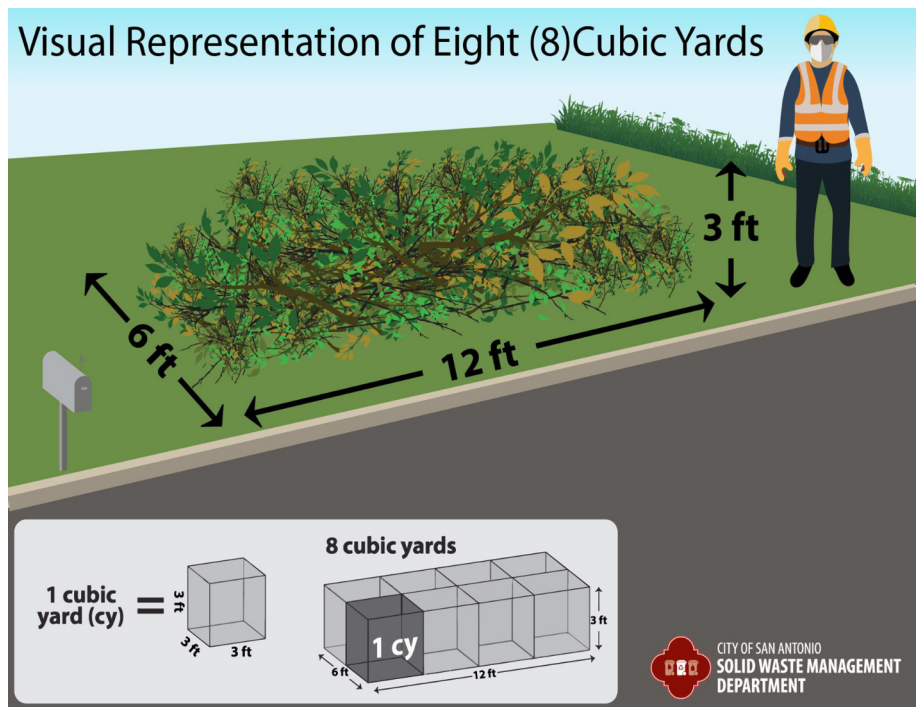 Visual Representation of Eight (8)Cubic Yards
3 ft
6 ft
12 ft
8 cubic yards
1 cubic
yard (cy)
=
3 ft
3 ft
3 ft
1 cy
3 ft
6 ft
12 ft
CITY OF SAN ANTONIO
SOLID WASTE MANAGEMENT
DEPARTMENT